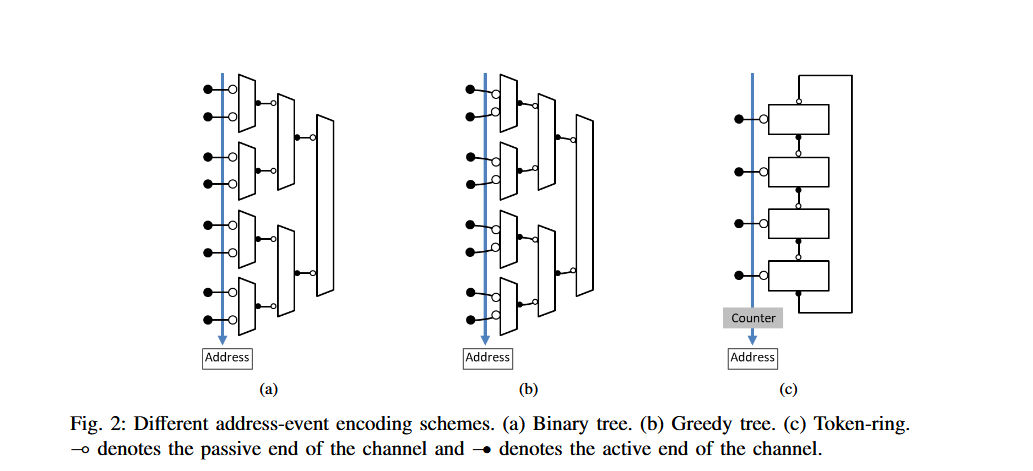 Counter
Address
Address
Address
(a)
(b)
(c)
Fig. 2: Different address-event encoding schemes. (a) Binary tree. (b) Greedy tree. (c) Token-ring.
⊸ denotes the passive end of the channel and –● denotes the active end of the channel.